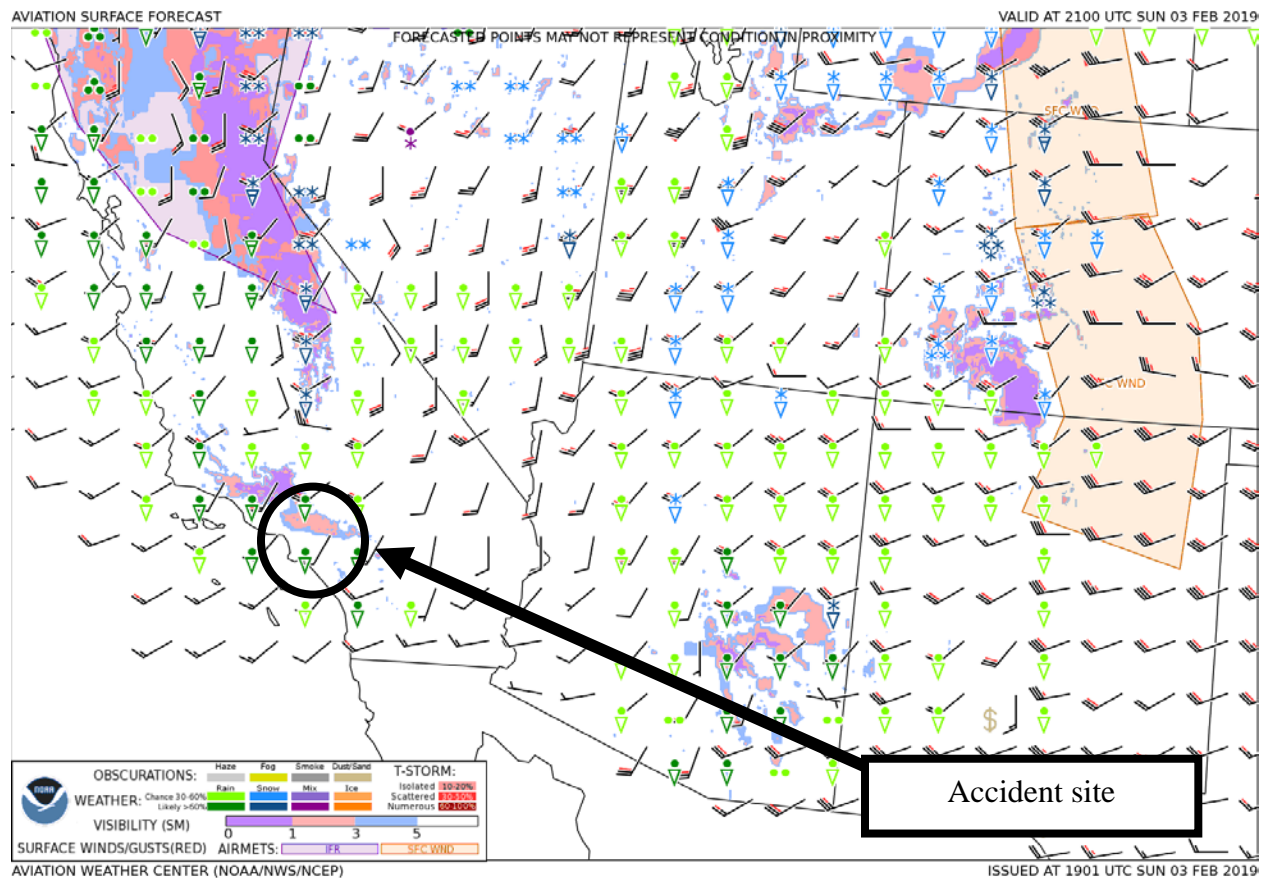 AVIATION SURFACE FORECAST
VALID AT 2100 UTC SUN 03 FEB 2019
FORECASTED POINTS MAY NOT REPRESENT CONDITION IN PROXIMITY
SFC WND
C WND
Accident site
NOAA
OBSCURATIONS: Haze Fog Smoke Dust/Sand
T-STORM:
Isolated 10-20%
Scattered 30-50%
Numerous 60-100%
Rain Snow Mix Ice
WEATHER: Chance 30-60%
Likely >60%
VISIBILITY (SM)
0 1 3 5
SURFACE WINDS/GUSTS(RED) AIRMETS: IFR SFC WND
AVIATION WEATHER CENTER (NOAA/NWS/NCEP)
ISSUED AT 1901 UTC SUN 03 FEB 2019